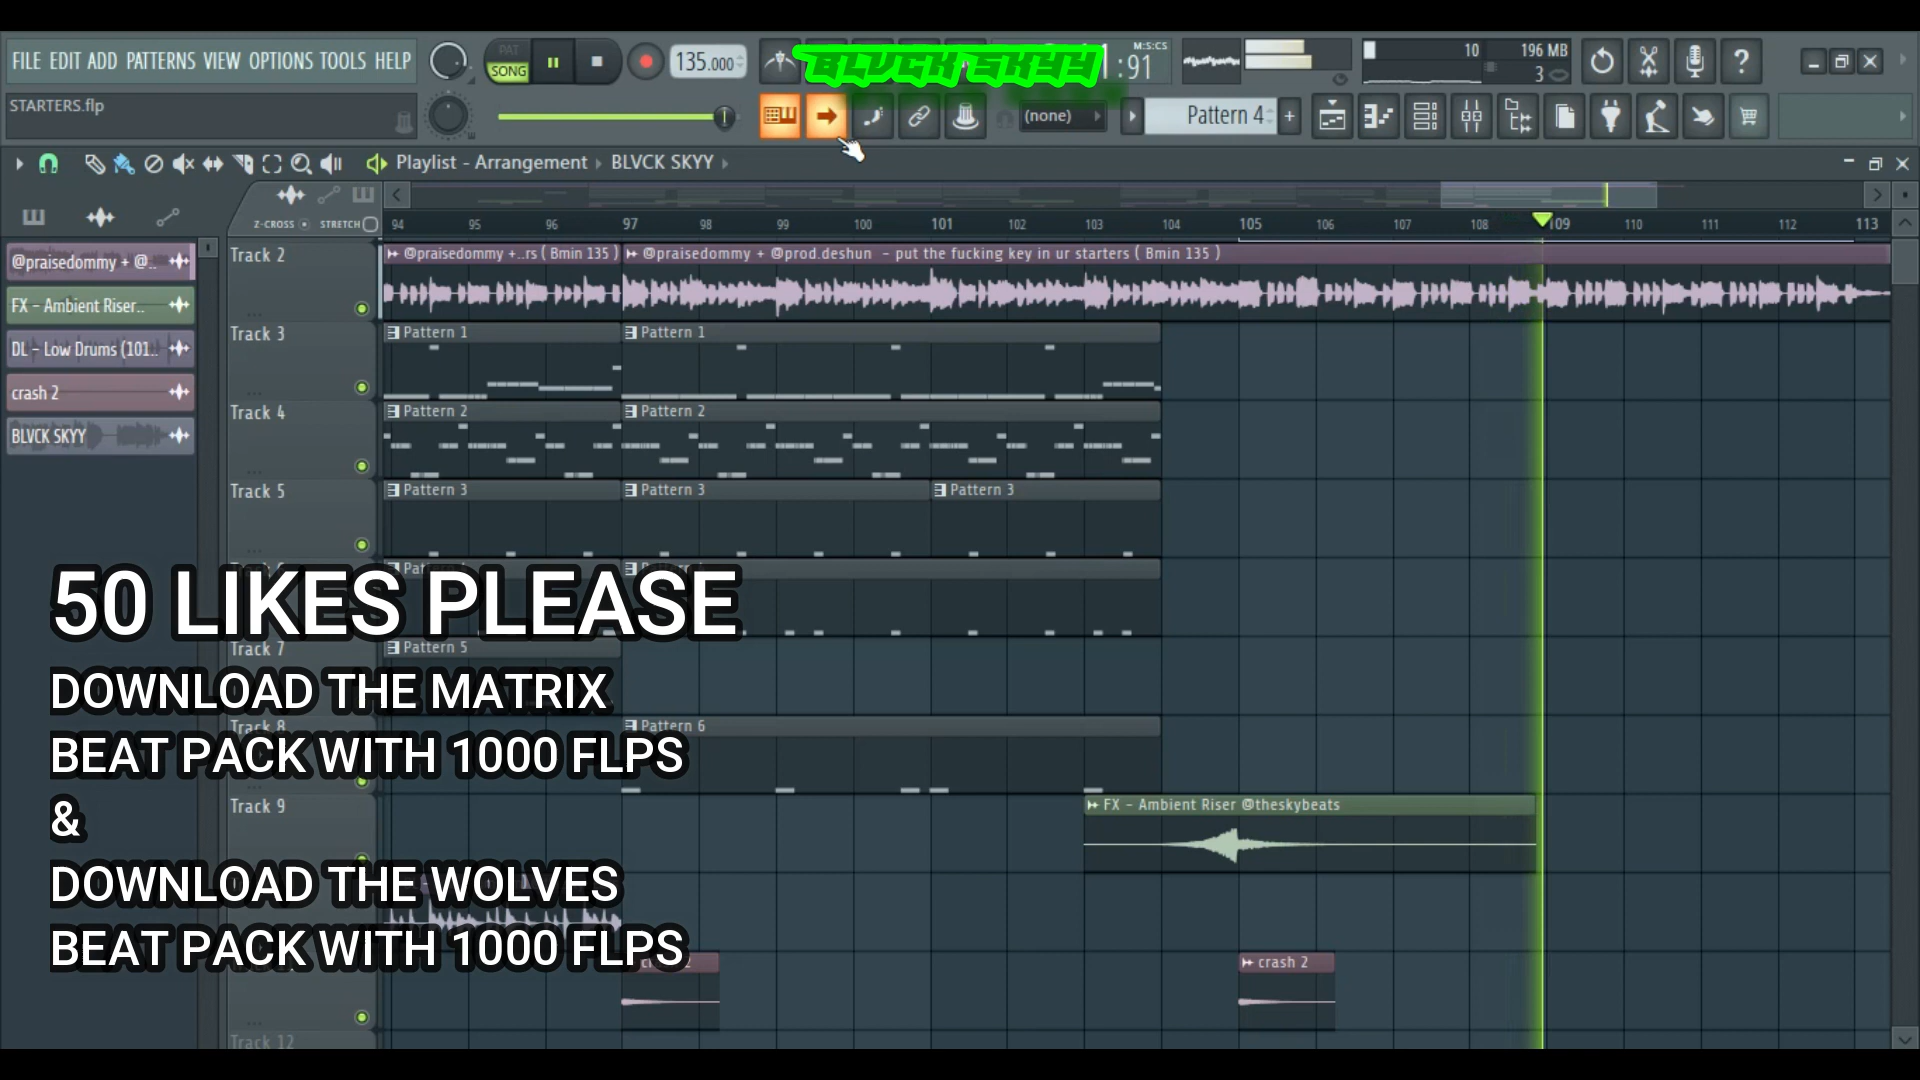 FILE EDIT ADD PATTERNS VIEW OPTIONS TOOLS HELP
PAT
SONG
135.000
BLVCK SKYY
:91
M:S:CS
10
196 MB
3
STARTERS.flp
(none)
Pattern 4
+
Playlist - Arrangement
BLVCK SKYY
Z-CROSS
STRETCH
94 95 96 97 98 99 100 101 102 103 104 105 106 107 108 109 110 111 112 113
@praisedommy + @..
FX - Ambient Riser..
DL - Low Drums (101..
crash 2
BLVCK SKYY
Track 2
@praisedommy +..rs ( Bmin 135 )
@praisedommy + @prod.deshun - put the fucking key in ur starters ( Bmin 135 )
Track 3
Pattern 1
Pattern 1
Track 4
Pattern 2
Pattern 2
Track 5
Pattern 3
Pattern 3
Pattern 3
50 LIKES PLEASE
Track 7
Pattern 5
DOWNLOAD THE MATRIX
Track 8
Pattern 6
BEAT PACK WITH 1000 FLPS
Track 9
FX - Ambient Riser @theskybeats
&
DOWNLOAD THE WOLVES
BEAT PACK WITH 1000 FLPS
crash 2
Track 12